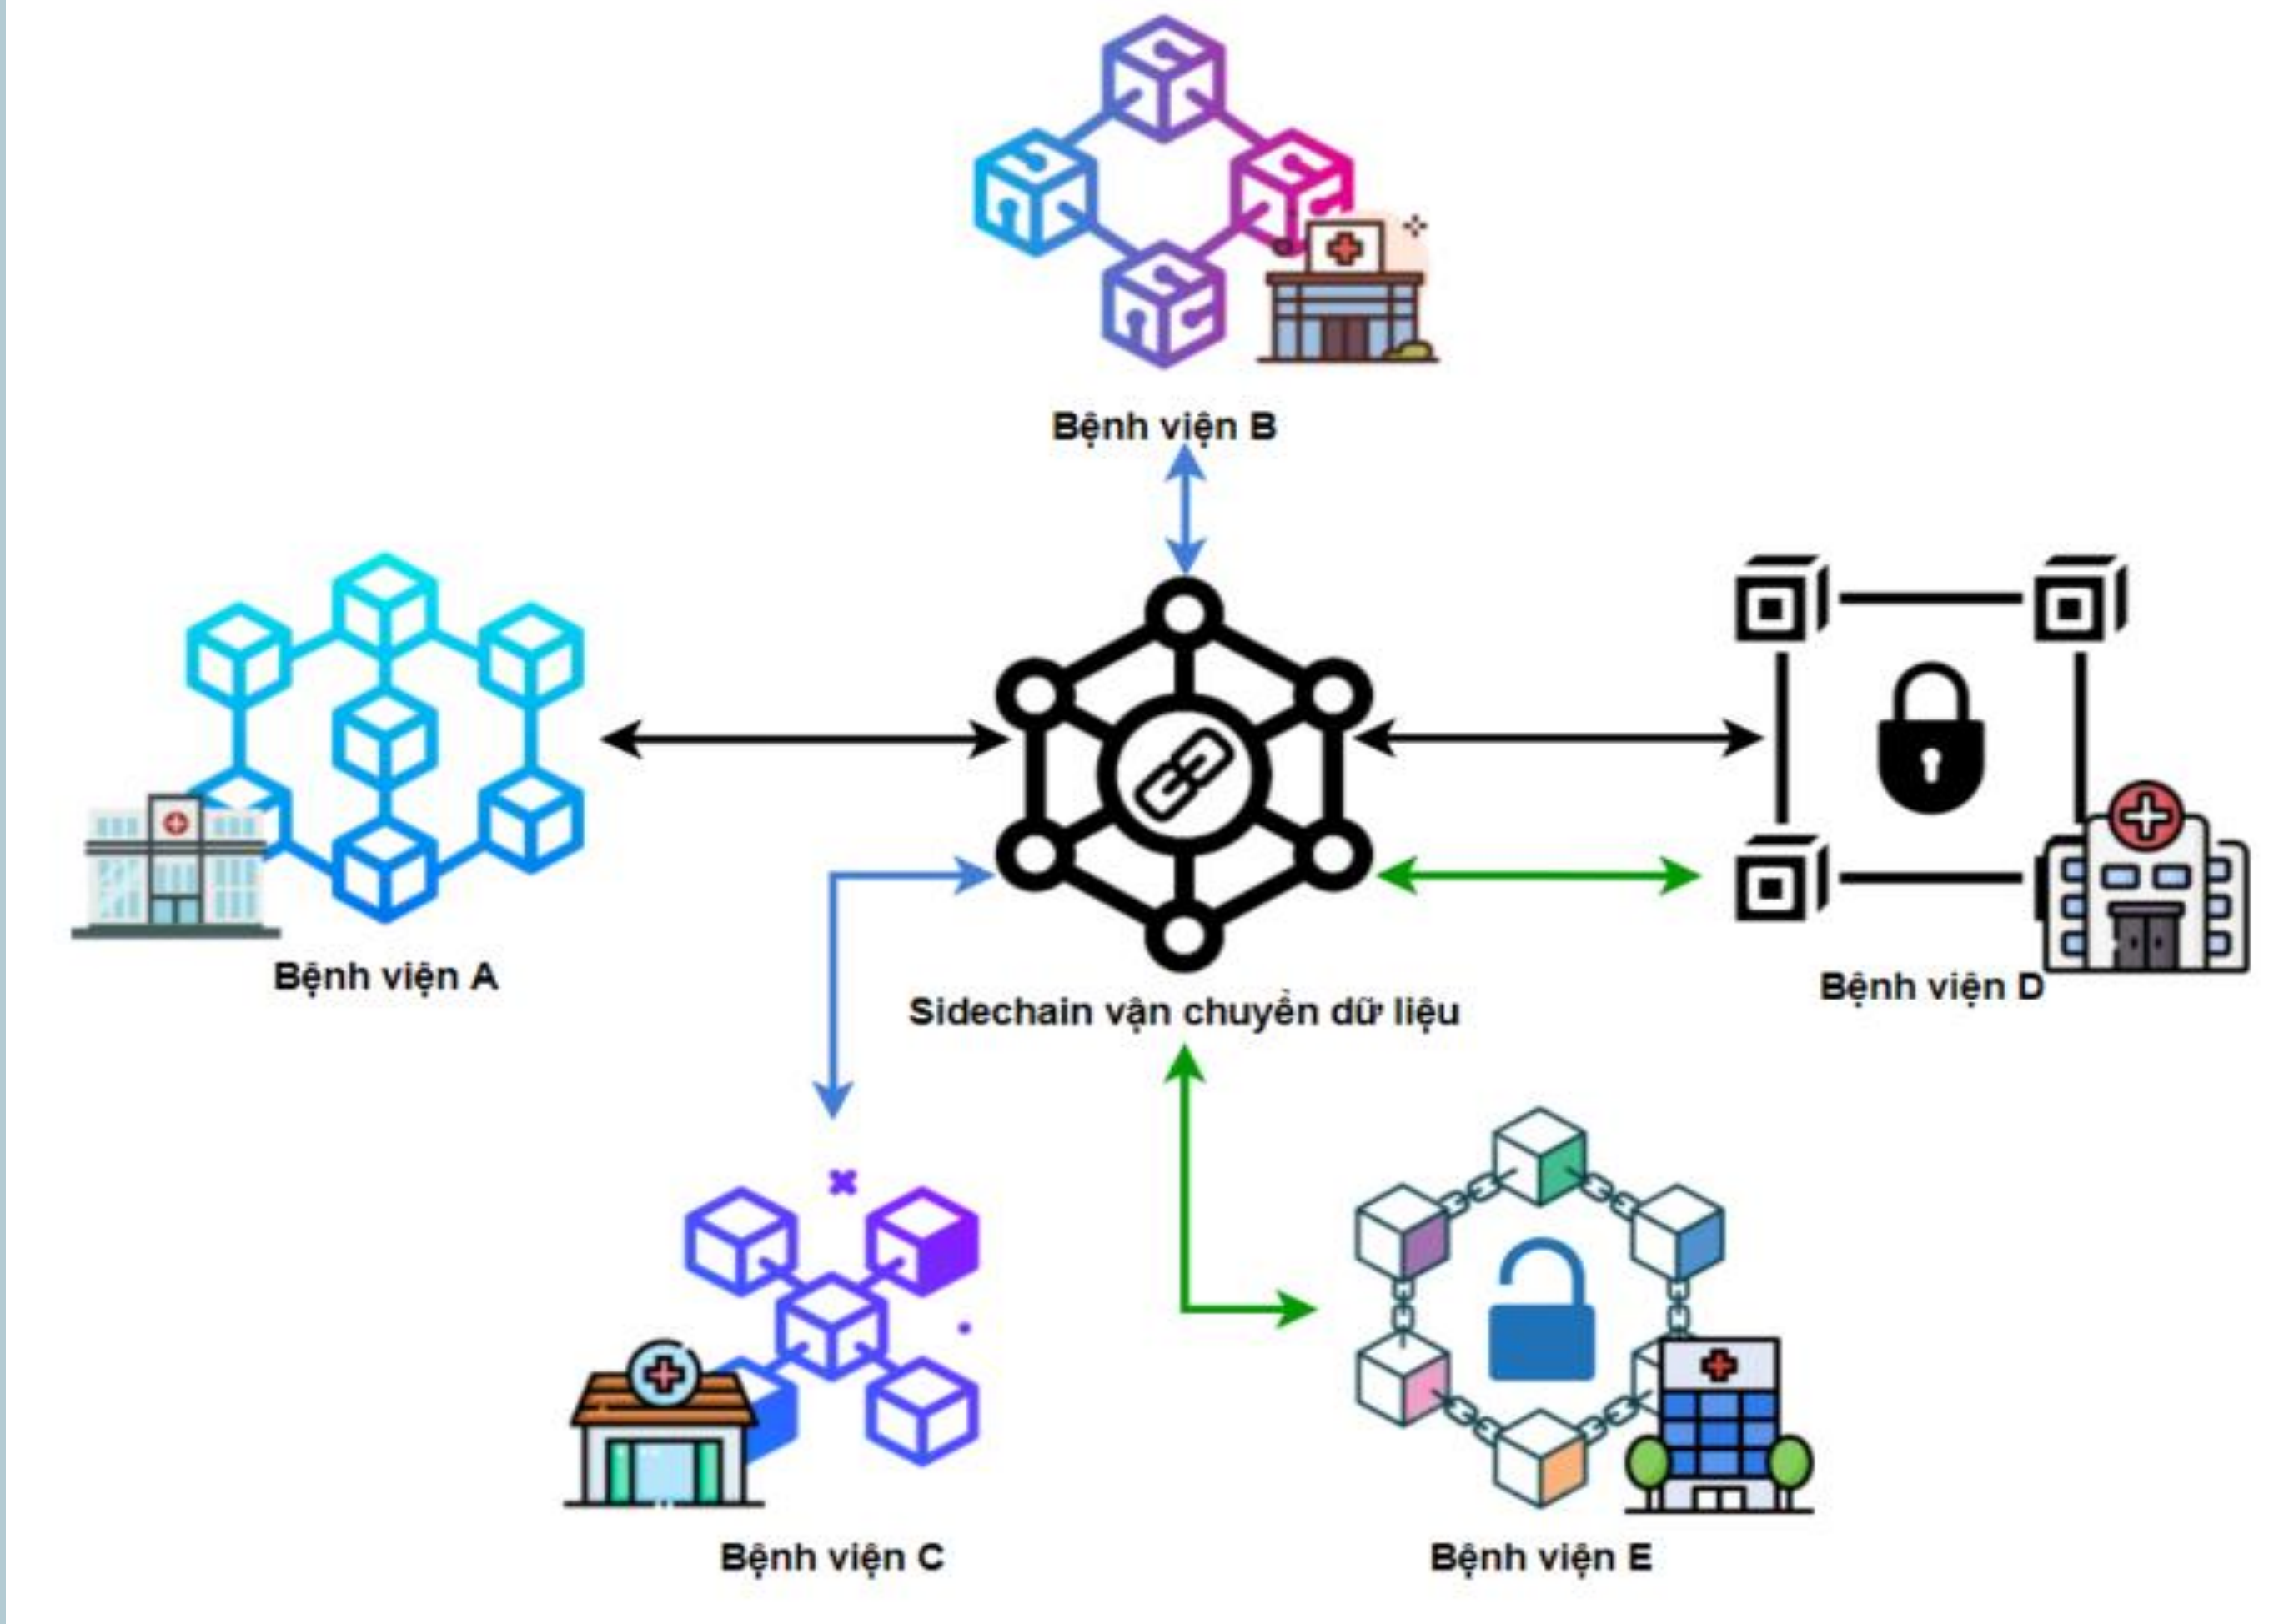 Bệnh viện B
Bệnh viện A
Bệnh viện D
Sidechain vận chuyển dữ liệu
Bệnh viện C
Bệnh viện E